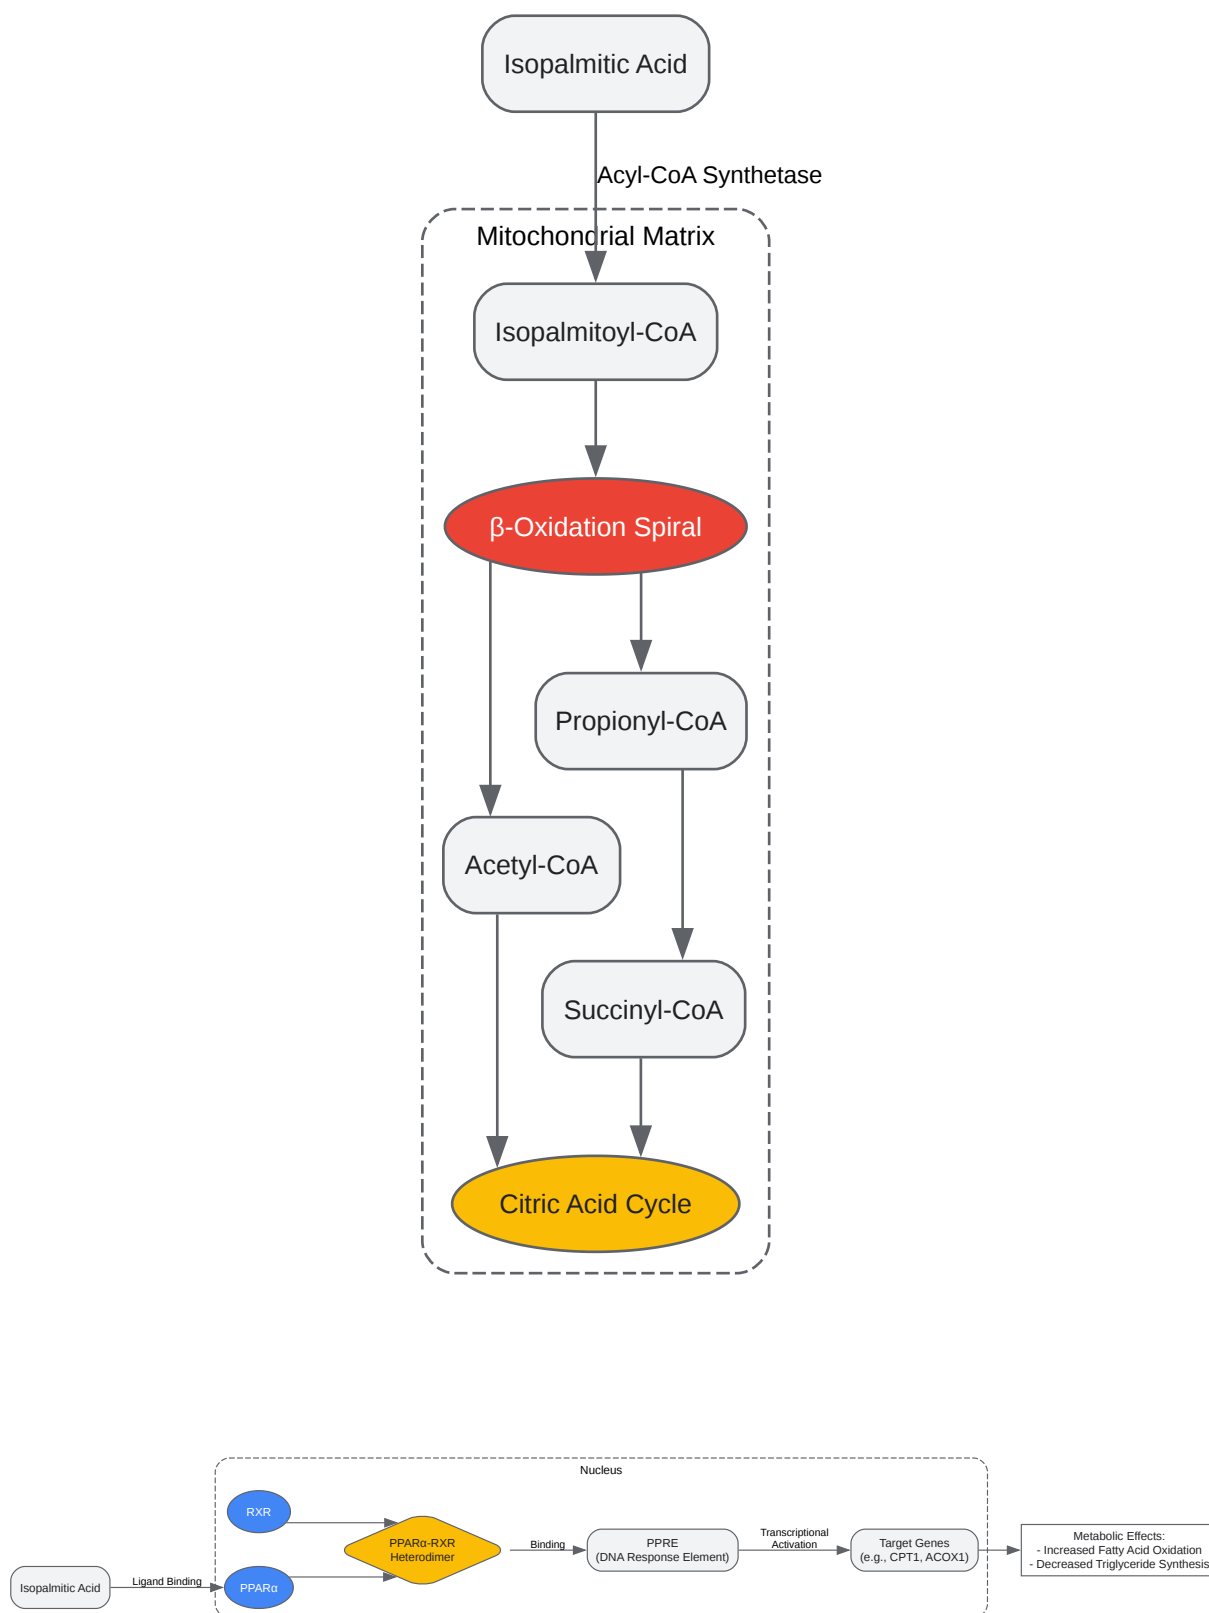 Isopalmitic Acid
Acyl-CoA Synthetase
Mitochondrial Matrix
Isopalmitoyl-CoA
β-Oxidation Spiral
Propionyl-CoA
Acetyl-CoA
Succinyl-CoA
Citric Acid Cycle
Nucleus
RXR
PPARα-RXR
Heterodimer
Binding
PPRE
(DNA Response Element)
Transcriptional
Activation
Target Genes
(e.g., CPT1, ACOX1)
Metabolic Effects:
- Increased Fatty Acid Oxidation
- Decreased Triglyceride Synthesis
Isopalmitic Acid
Ligand Binding
PPARα